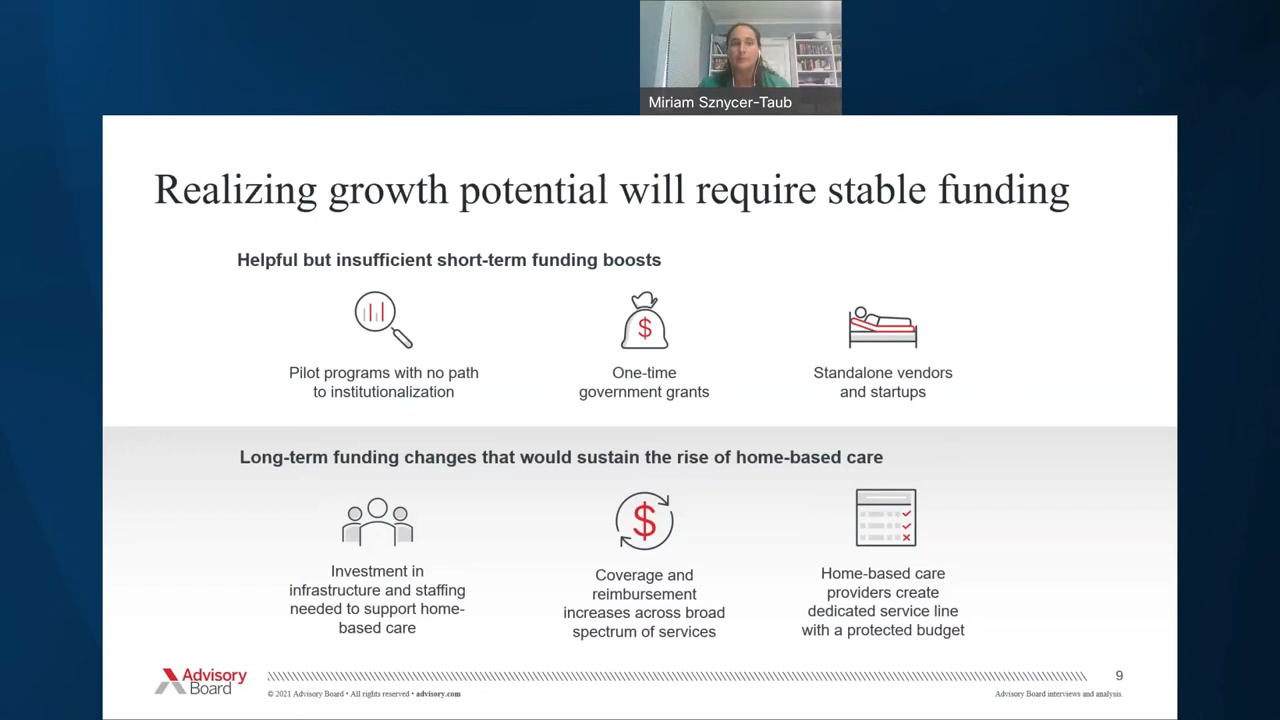 Miriam Sznycer-Taub
Realizing growth potential will require stable funding
Helpful but insufficient short-term funding boosts
$
Pilot programs with no path
to institutionalization
One-time
government grants
Standalone vendors
and startups
Long-term funding changes that would sustain the rise of home-based care
$
Investment in
infrastructure and staffing
needed to support home-
based care
Coverage and
reimbursement
increases across broad
spectrum of services
Home-based care
providers create
dedicated service line
with a protected budget
Advisory
Board
© 2021 Advisory Board • All rights reserved • advisory.com
9
Advisory Board interviews and analysis.